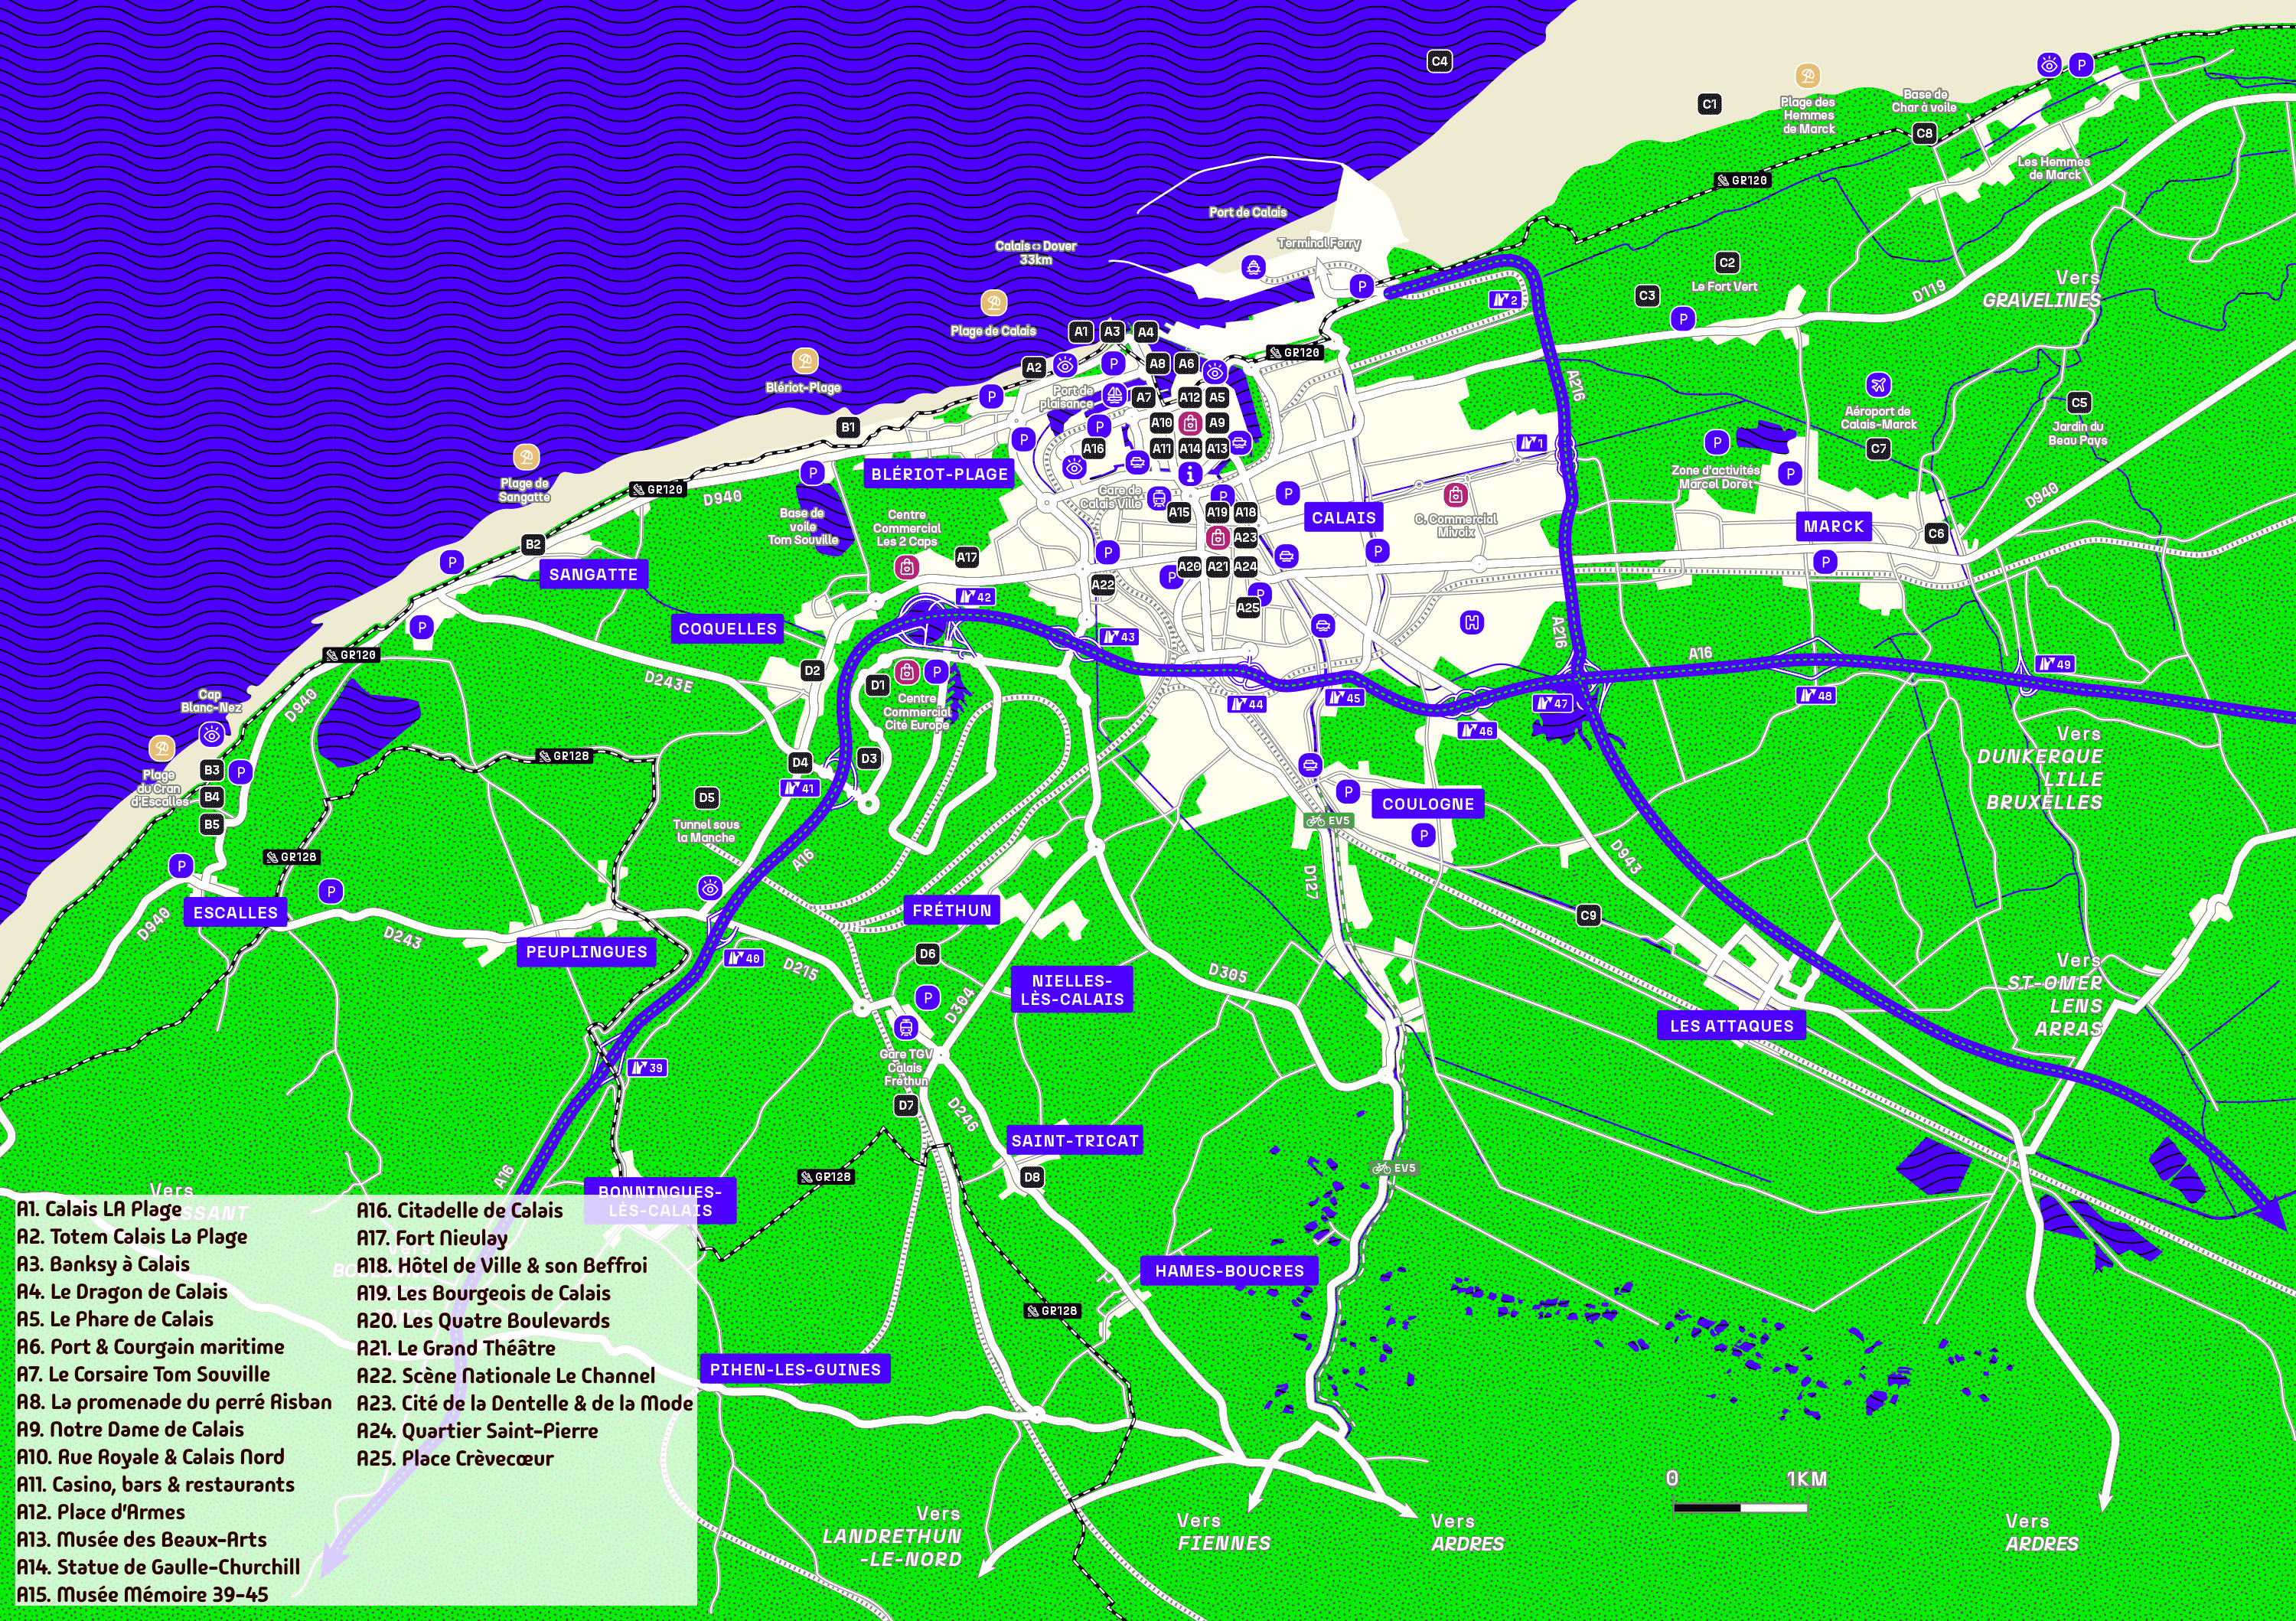 C4
C1
Plage des
Hemmes
de Marck
Base de
Char à voile
C8
P
Les Hemmes
de Marck
GR120
Port de Calais
Terminal Ferry
Calais
Dover
33km
P
2
C2
Le Fort Vert
C3
P
D119
Vers
GRAVELINES
Plage de Calais
A1
A3
A4
A2
P
A8
A6
GR120
Blériot-Plage
P
Port de
plaisance
A7
A12
A5
A216
Aéroport de
Calais-Marck
C5
Jardin du
Beau Pays
B1
P
P
A10
A9
A16
A11
A14
A13
1
P
C7
Zone d'activités
Marcel Doret
P
Plage de
Sangatte
GR120
D940
P
BLÉRIOT-PLAGE
i
Gare de
Calais Ville
P
P
A15
A19
A18
CALAIS
C. Commercial
Mivoix
MARCK
D940
C6
Base de
voile
Tom Souville
Centre
Commercial
Les 2 Caps
A17
A23
B2
P
SANGATTE
P
P
A20
A21
A24
P
A22
P
A25
P
42
COQUELLES
43
H
P
GR120
D2
D243E
D1
P
Centre
Commercial
Cité Europe
44
45
46
47
A216
A16
48
49
Cap
Blanc-Nez
D940
Plage
du Cran
d'Escalles
B3
P
B4
B5
GR128
D4
D3
41
D5
Tunnel sous
la Manche
A16
P
COULOGNE
EV5
P
Vers
DUNKERQUE
LILLE
BRUXELLES
GR128
P
P
ESCALLES
D940
D243
PEUPLINGUES
FRÉTHUN
D127
D943
C9
40
D215
D6
P
D304
NIELLES-
LÈS-CALAIS
D305
Vers
ST-OMER
LENS
ARRAS
LES ATTAQUES
39
Gare TGV
Calais
Fréthun
D7
D246
SAINT-TRICAT
D8
EV5
A16
GR128
BONNINGUES-
LÈS-CALAIS
Vers
HAMES-BOUCRES
GR128
PIHEN-LES-GUINES
0
1KM
Vers
LANDRETHUN
-LE-NORD
Vers
FIENNES
Vers
ARDRES
Vers
ARDRES
A1. Calais LA Plage
A2. Totem Calais La Plage
A3. Banksy à Calais
A4. Le Dragon de Calais
A5. Le Phare de Calais
A6. Port & Courgain maritime
A7. Le Corsaire Tom Souville
A8. La promenade du perré Risban
A9. Notre Dame de Calais
A10. Rue Royale & Calais Nord
A11. Casino, bars & restaurants
A12. Place d'Armes
A13. Musée des Beaux-Arts
A14. Statue de Gaulle-Churchill
A15. Musée Mémoire 39-45
A16. Citadelle de Calais
A17. Fort Nieulay
A18. Hôtel de Ville & son Beffroi
A19. Les Bourgeois de Calais
A20. Les Quatre Boulevards
A21. Le Grand Théâtre
A22. Scène Nationale Le Channel
A23. Cité de la Dentelle & de la Mode
A24. Quartier Saint-Pierre
A25. Place Crèvecœur